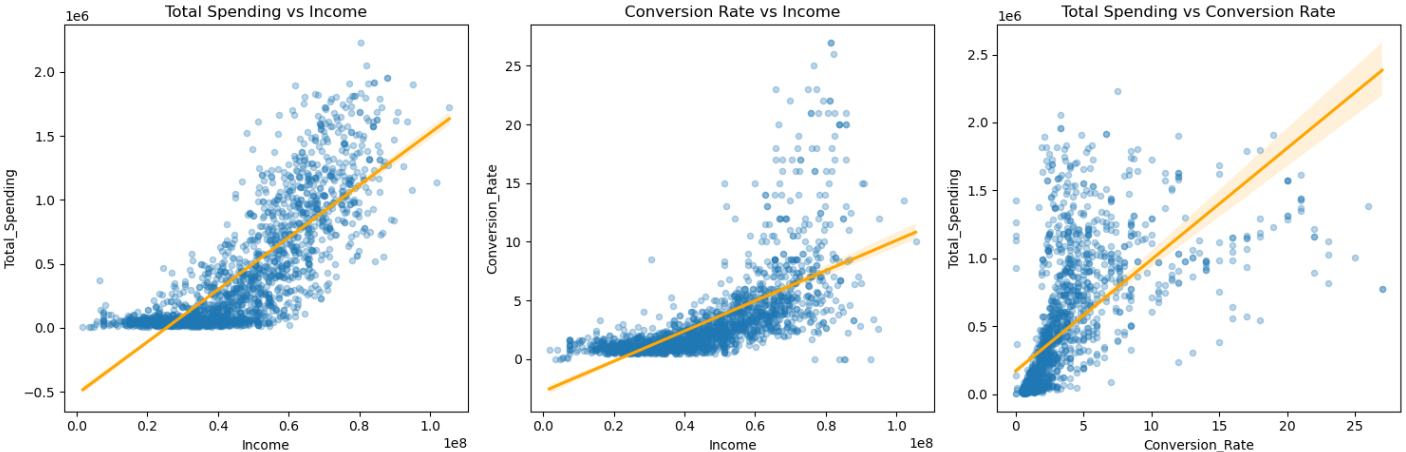 Total Spending vs Income
1e6
2.0
1.5
1.0
0.5
0.0
−0.5
Total_Spending
0.0
0.2
0.4
0.6
0.8
1.0
1e8
Income
Conversion Rate vs Income
25
20
15
10
5
0
Conversion_Rate
0.0
0.2
0.4
0.6
0.8
1.0
1e8
Income
Total Spending vs Conversion Rate
1e6
2.5
2.0
1.5
1.0
0.5
0.0
Total_Spending
0
5
10
15
20
25
Conversion_Rate